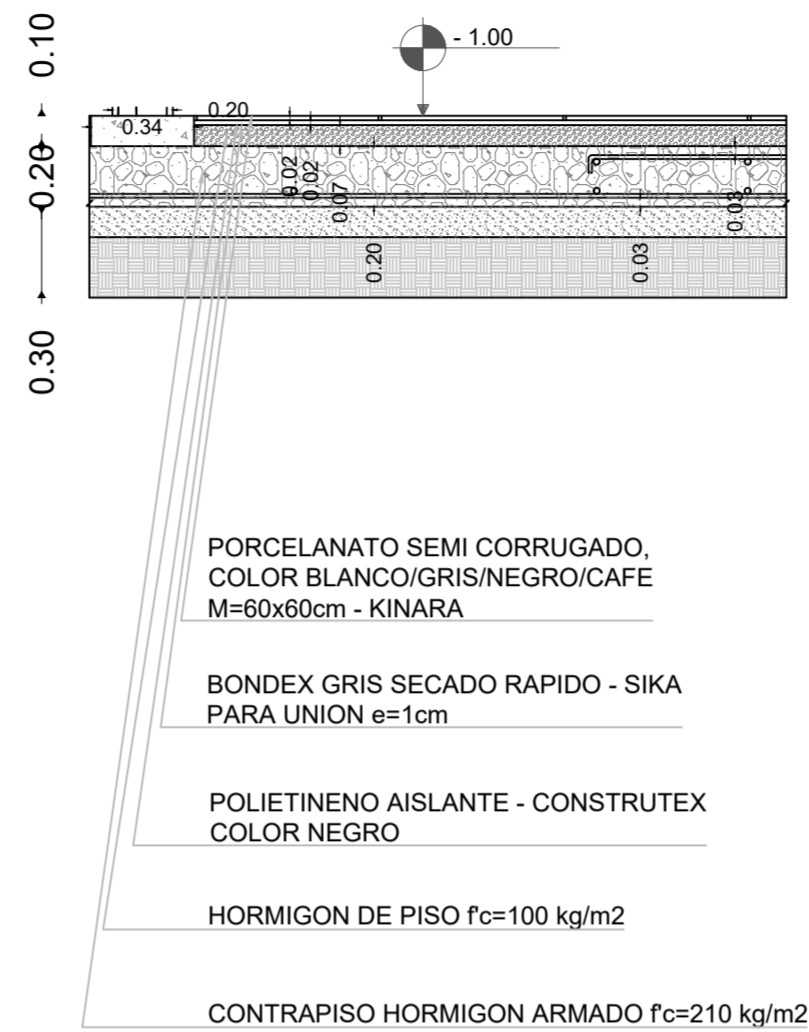 0.10
- 1.00
0.34
0.20
0.20
0.02
0.02
0.07
0.03
0.20
0.03
0.30
PORCELANATO SEMI CORRUGADO,
COLOR BLANCO/GRIS/NEGRO/CAFE
M=60x60cm - KINARA
BONDEX GRIS SECADO RAPIDO - SIKA
PARA UNION e=1cm
POLIETINENO AISLANTE - CONSTRUTEX
COLOR NEGRO
HORMIGON DE PISO f'c=100 kg/m2
CONTRAPISO HORMIGON ARMADO f'c=210 kg/m2